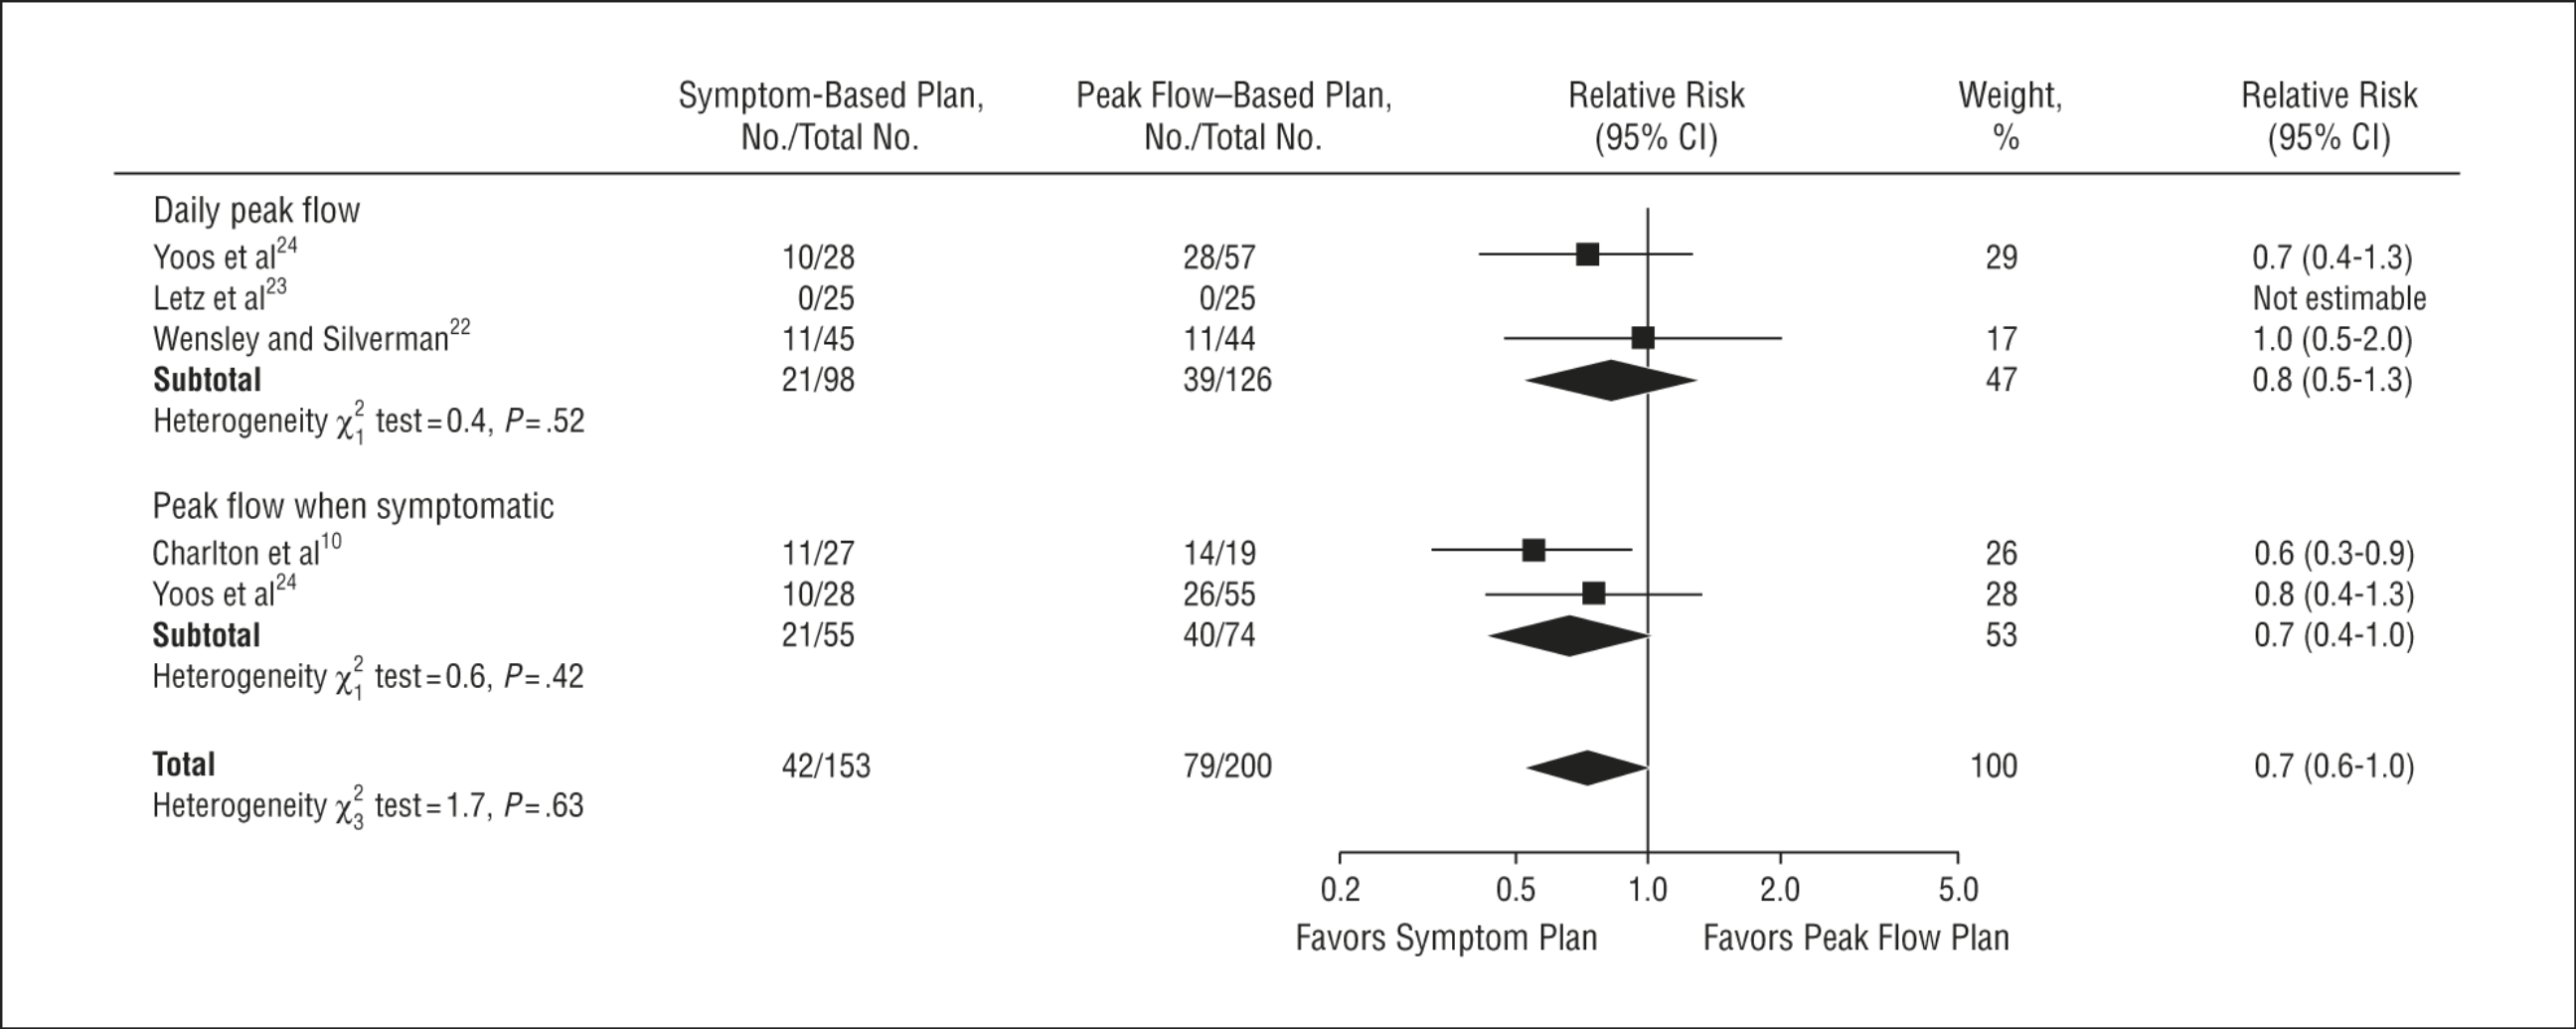 Symptom-Based Plan, Peak Flow–Based Plan, Relative Risk Weight, Relative Risk
No./Total No. No./Total No. (95% CI) % (95% CI)
Daily peak flow
Yoos et al24 10/28 28/57 29 0.7 (0.4-1.3)
Letz et al23 0/25 0/25 Not estimable
Wensley and Silverman22 11/45 11/44 17 1.0 (0.5-2.0)
Subtotal 21/98 39/126 47 0.8 (0.5-1.3)
Heterogeneity χ²₁ test=0.4, P=.52
Peak flow when symptomatic
Charlton et al10 11/27 14/19 26 0.6 (0.3-0.9)
Yoos et al24 10/28 26/55 28 0.8 (0.4-1.3)
Subtotal 21/55 40/74 53 0.7 (0.4-1.0)
Heterogeneity χ²₁ test=0.6, P=.42
Total 42/153 79/200 100 0.7 (0.6-1.0)
Heterogeneity χ²₃ test=1.7, P=.63
0.2 0.5 1.0 2.0 5.0
Favors Symptom Plan Favors Peak Flow Plan